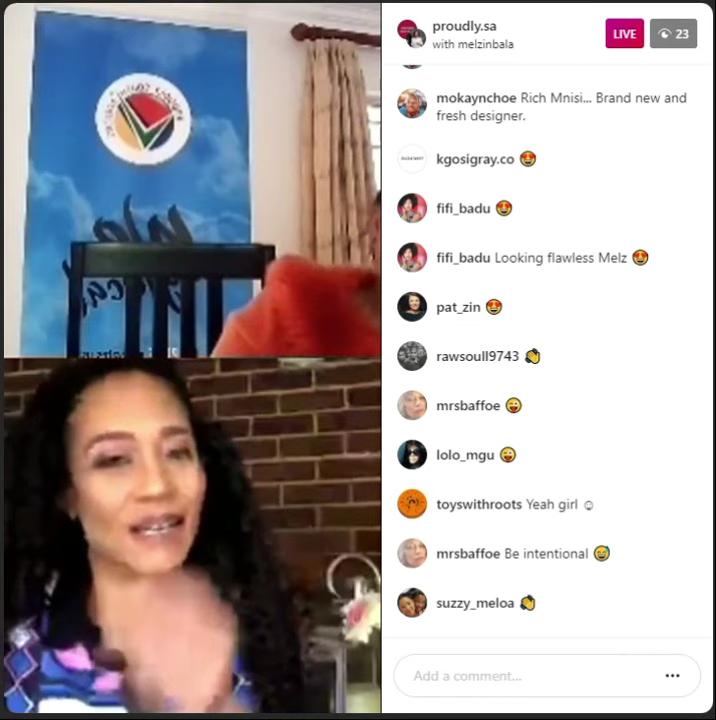 proudly.sa
with melzinbala
LIVE
23
mokaynchoe Rich Mnisi... Brand new and
fresh designer.
kgosigray.co 😍
fifi_badu 😍
fifi_badu Looking flawless Melz 😍
pat_zin 😍
rawsoull9743 👏
mrsbaffoe 😜
lolo_mgu 😜
toyswithroots Yeah girl ☺
mrsbaffoe Be intentional 😅
suzzy_meloa 👏
Add a comment...